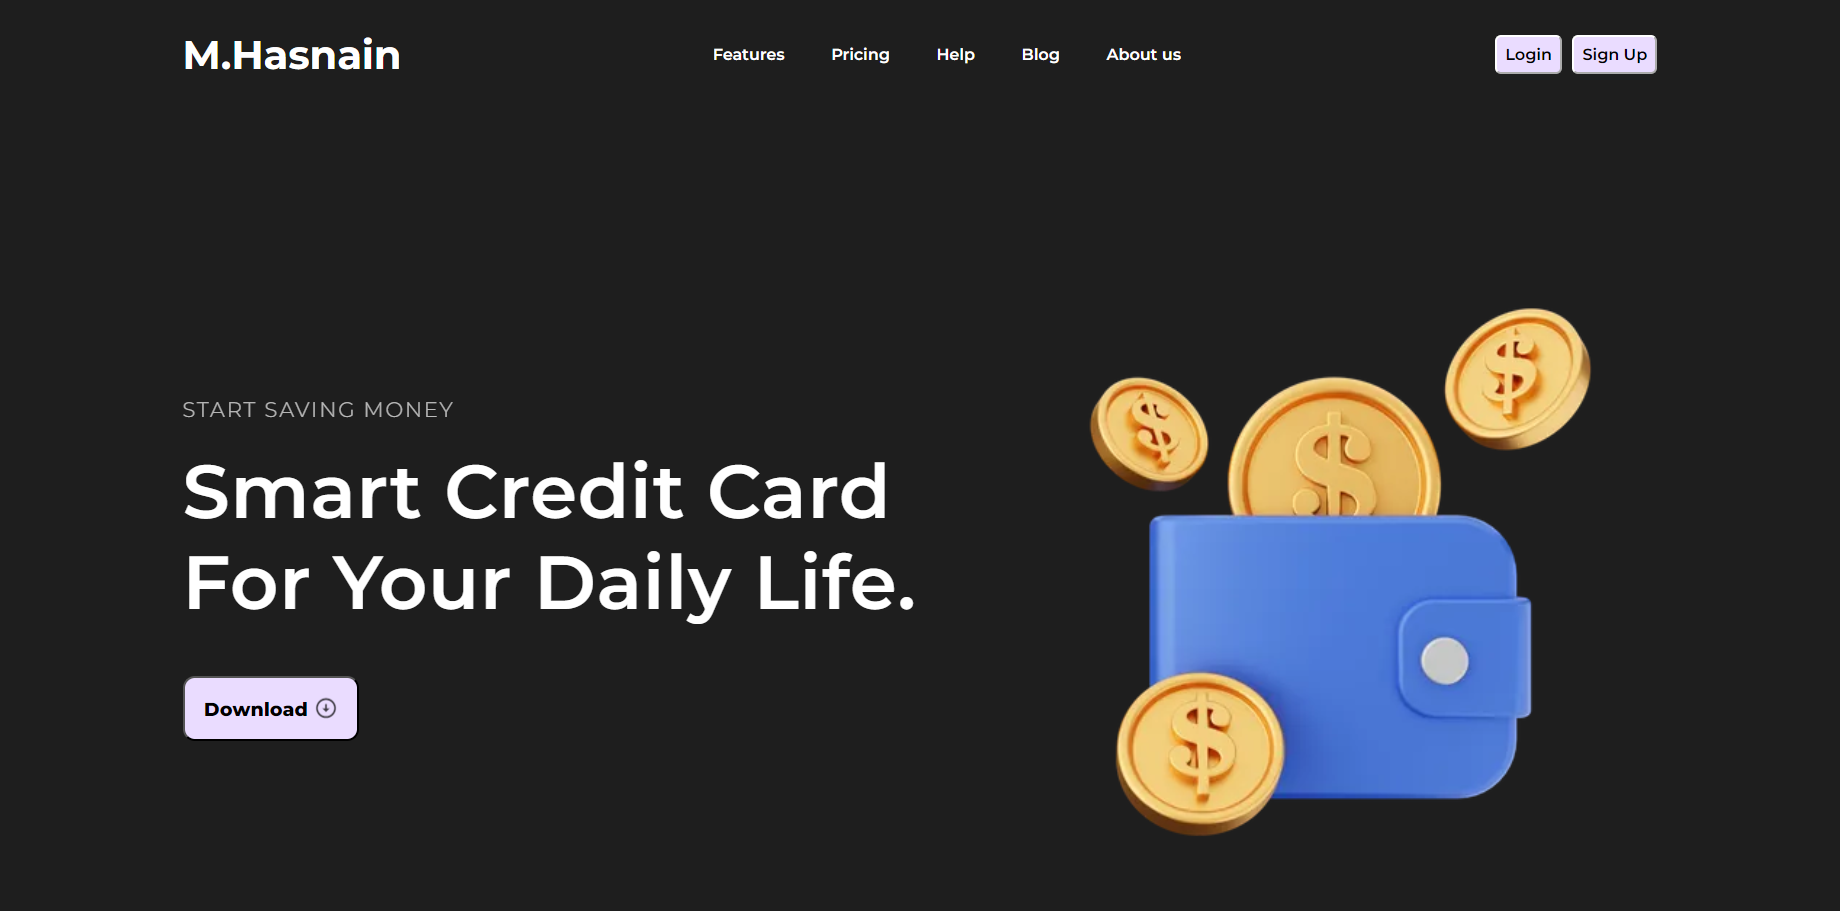 M.Hasnain
Features Pricing Help Blog About us
Login Sign Up
START SAVING MONEY
Smart Credit Card
For Your Daily Life.
Download
$
$
$
$